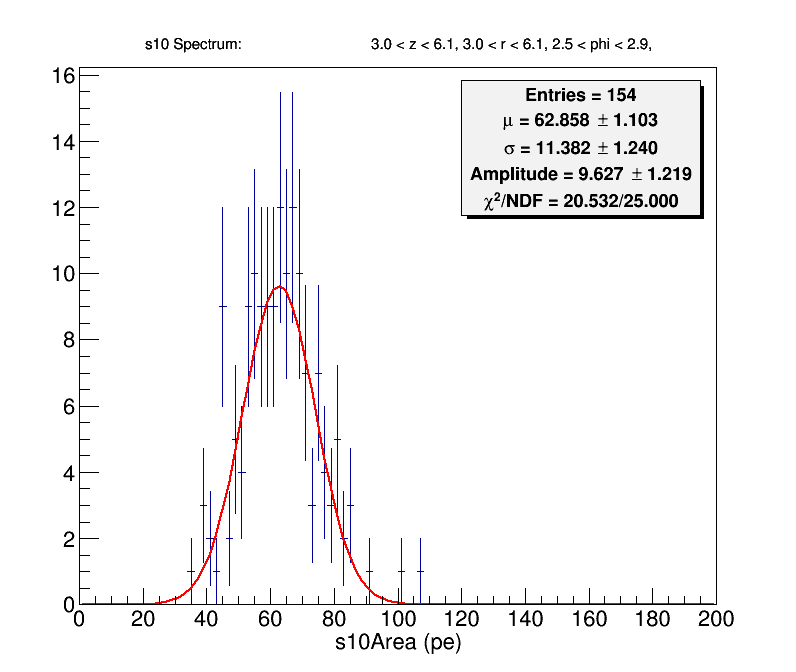 s10 Spectrum: 3.0 < z < 6.1, 3.0 < r < 6.1, 2.5 < phi < 2.9,
Entries = 154
μ = 62.858 ± 1.103
σ = 11.382 ± 1.240
Amplitude = 9.627 ± 1.219
χ²/NDF = 20.532/25.000
16
14
12
10
8
6
4
2
0
0 20 40 60 80 100 120 140 160 180 200
s10Area (pe)